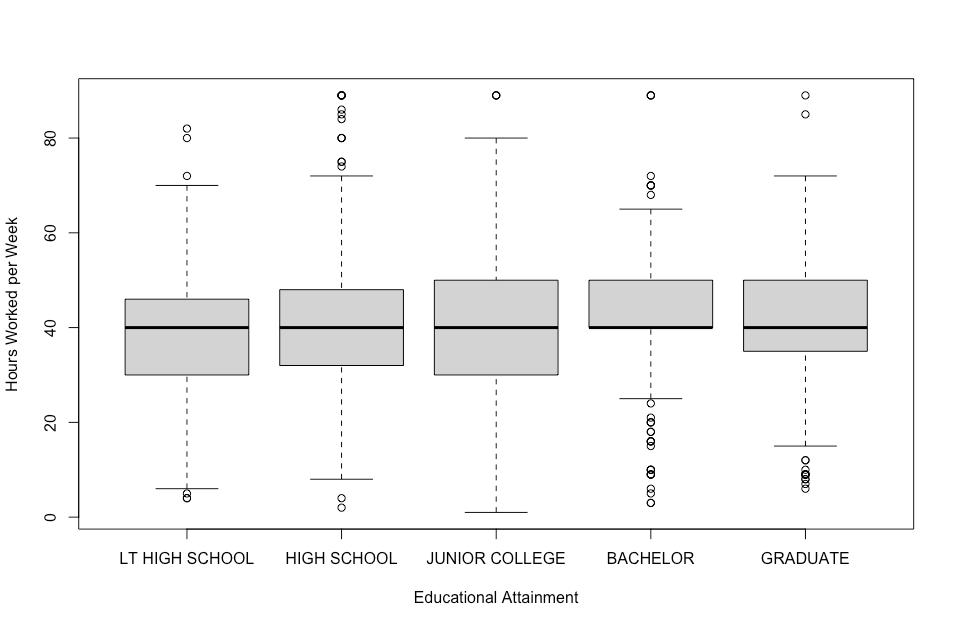 Hours Worked per Week
80
60
40
20
0
LT HIGH SCHOOL HIGH SCHOOL JUNIOR COLLEGE BACHELOR GRADUATE
Educational Attainment